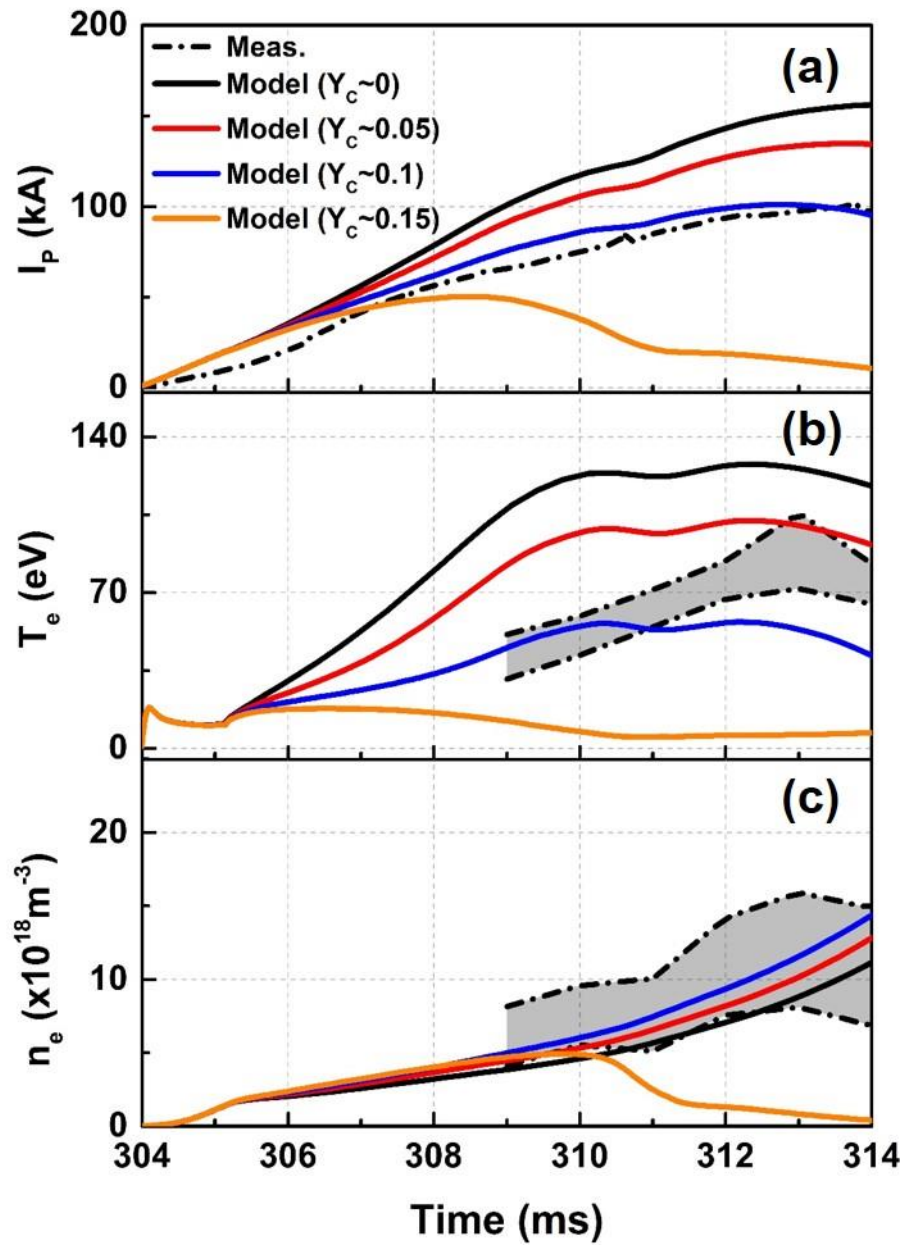 200
100
0
I_P (kA)
Meas.
Model (Y_C~0)
Model (Y_C~0.05)
Model (Y_C~0.1)
Model (Y_C~0.15)
(a)
140
70
0
T_e (eV)
(b)
20
10
0
n_e (x10^18 m^-3)
(c)
304 306 308 310 312 314
Time (ms)